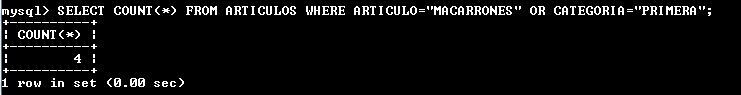 mysql> SELECT COUNT(*) FROM ARTICULOS WHERE ARTICULO="MACARRONES" OR CATEGORIA="PRIMERA";
+----------+
| COUNT(*) |
+----------+
|        4 |
+----------+
1 row in set (0.00 sec)